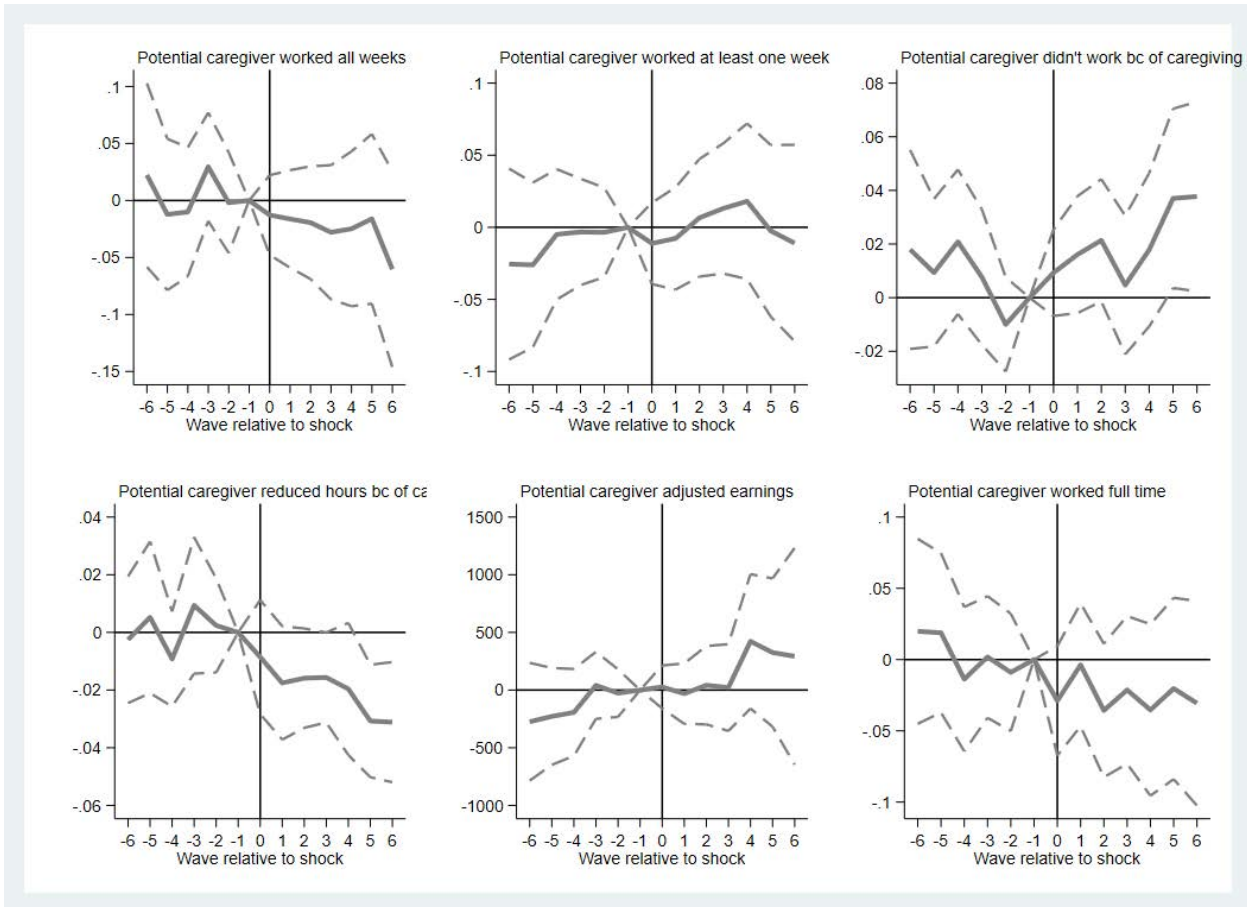 Potential caregiver worked all weeks
.1
.05
0
-.05
-.1
-.15
-6 -5 -4 -3 -2 -1 0 1 2 3 4 5 6
Wave relative to shock
Potential caregiver worked at least one week
.1
.05
0
-.05
-.1
-6 -5 -4 -3 -2 -1 0 1 2 3 4 5 6
Wave relative to shock
Potential caregiver didn't work bc of caregiving
.08
.06
.04
.02
0
-.02
-6 -5 -4 -3 -2 -1 0 1 2 3 4 5 6
Wave relative to shock
Potential caregiver reduced hours bc of ca
.04
.02
0
-.02
-.04
-.06
-6 -5 -4 -3 -2 -1 0 1 2 3 4 5 6
Wave relative to shock
Potential caregiver adjusted earnings
1500
1000
500
0
-500
-1000
-6 -5 -4 -3 -2 -1 0 1 2 3 4 5 6
Wave relative to shock
Potential caregiver worked full time
.1
.05
0
-.05
-.1
-6 -5 -4 -3 -2 -1 0 1 2 3 4 5 6
Wave relative to shock